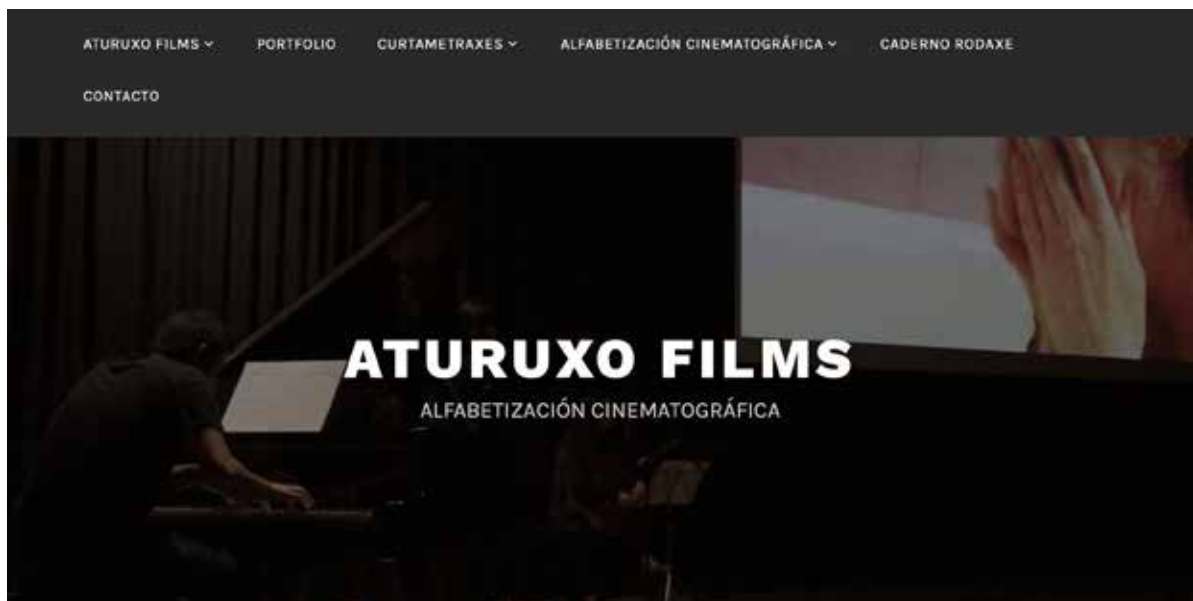 ATURUXO FILMS
PORTFOLIO
CURTAMETRAXES
ALFABETIZACIÓN CINEMATOGRÁFICA
CADERNO RODAXE
CONTACTO
ATURUXO FILMS
ALFABETIZACIÓN CINEMATOGRÁFICA